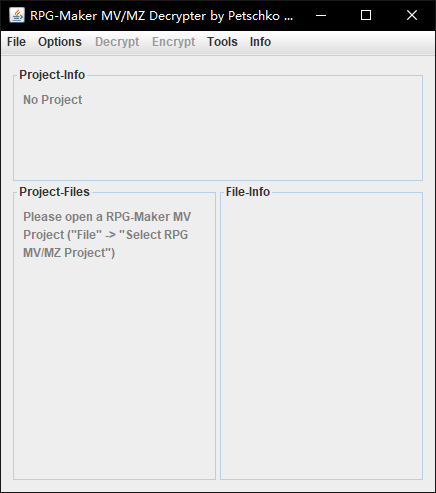 RPG-Maker MV/MZ Decrypter by Petschko ...
File Options Decrypt Encrypt Tools Info
Project-Info
No Project
Project-Files
Please open a RPG-Maker MV
Project ("File" -> "Select RPG
MV/MZ Project")
File-Info